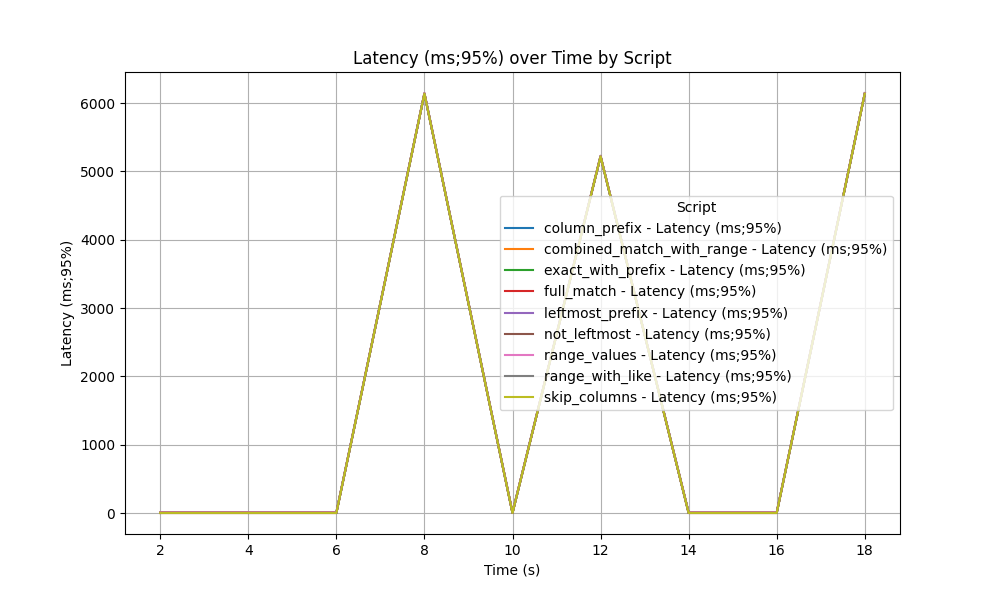 Latency (ms;95%) over Time by Script
Latency (ms;95%)
6000
5000
4000
3000
2000
1000
0
Script
column_prefix - Latency (ms;95%)
combined_match_with_range - Latency (ms;95%)
exact_with_prefix - Latency (ms;95%)
full_match - Latency (ms;95%)
leftmost_prefix - Latency (ms;95%)
not_leftmost - Latency (ms;95%)
range_values - Latency (ms;95%)
range_with_like - Latency (ms;95%)
skip_columns - Latency (ms;95%)
2 4 6 8 10 12 14 16 18
Time (s)